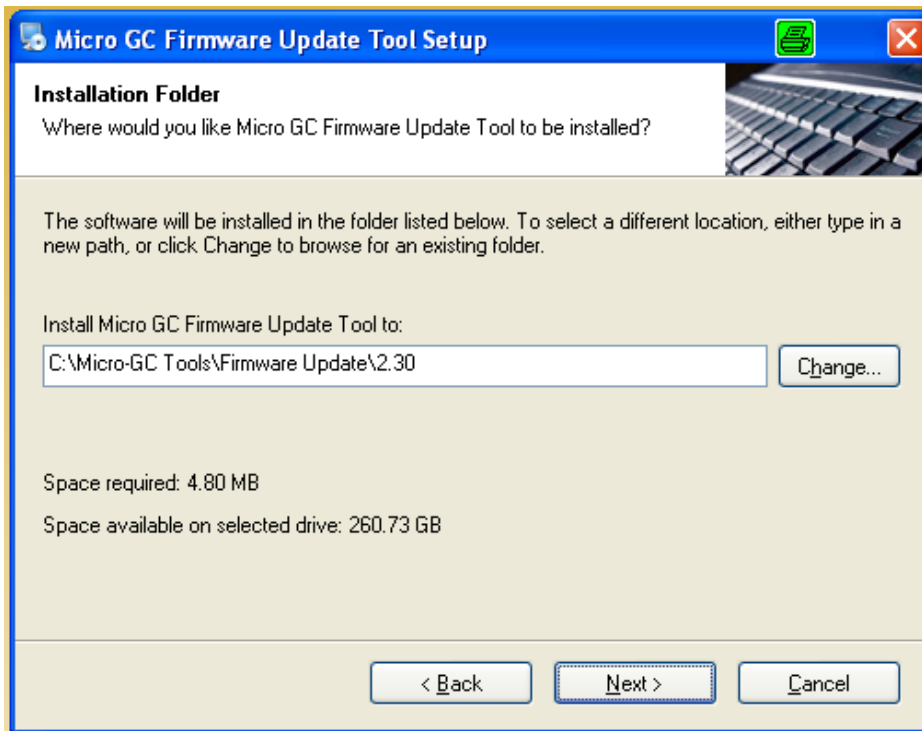 Micro GC Firmware Update Tool Setup
Installation Folder
Where would you like Micro GC Firmware Update Tool to be installed?
The software will be installed in the folder listed below. To select a different location, either type in a
new path, or click Change to browse for an existing folder.
Install Micro GC Firmware Update Tool to:
C:\Micro-GC Tools\Firmware Update\2.30
Change...
Space required: 4.80 MB
Space available on selected drive: 260.73 GB
< Back
Next >
Cancel